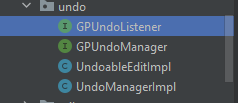 undo
I GPUndoListener
I GPUndoManager
C UndoableEditImpl
C UndoManagerImpl